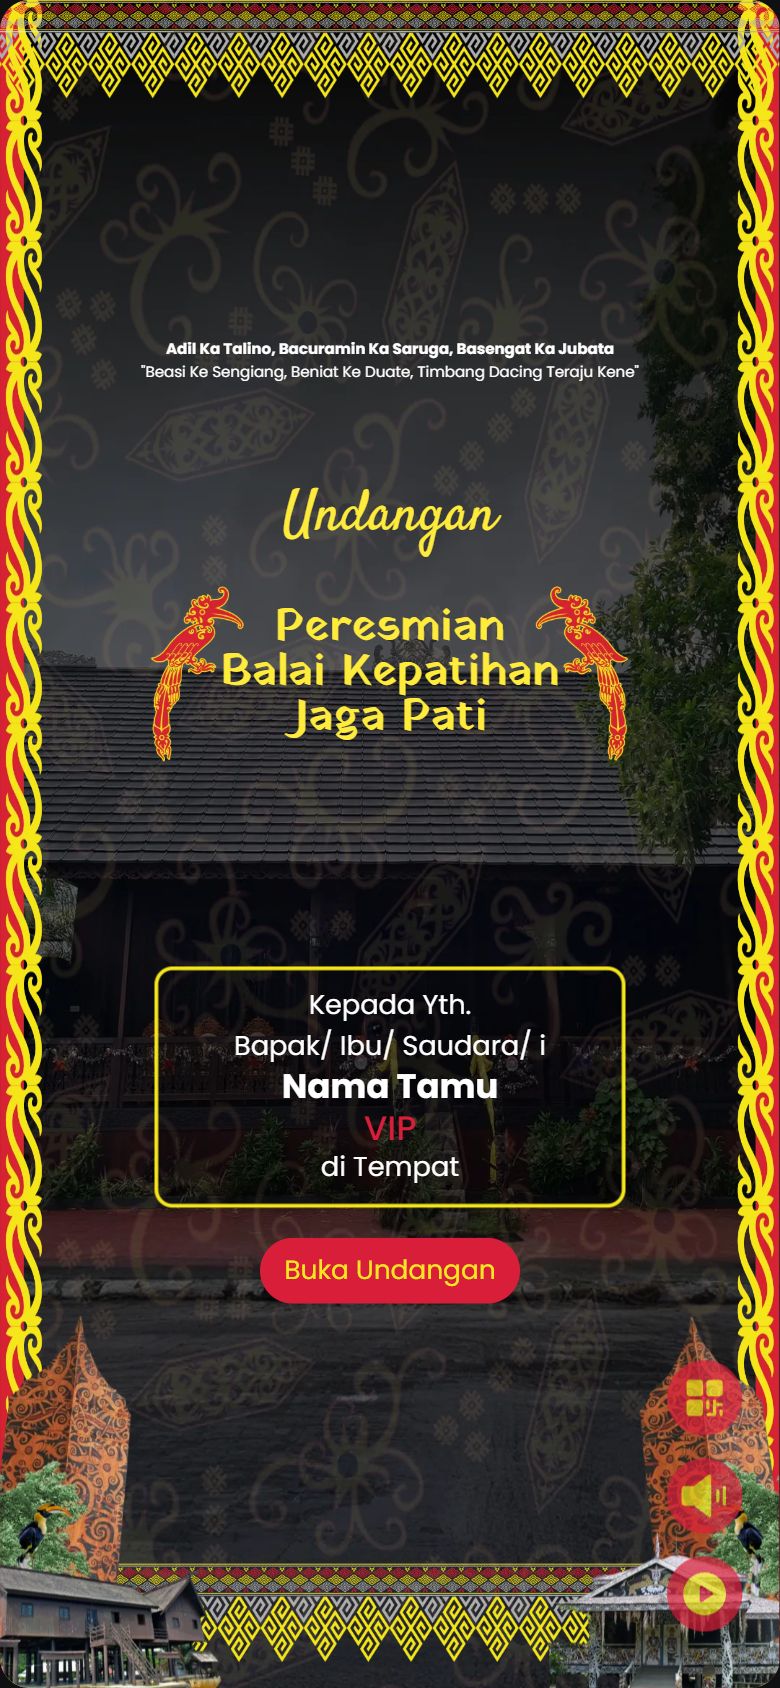 Adil Ka Talino, Bacuramin Ka Saruga, Basengat Ka Jubata
"Beasi Ke Sengiang, Beniat Ke Duate, Timbang Dacing Teraju Kene"
Undangan
Peresmian
Balai Kepatihan
Jaga Pati
Kepada Yth.
Bapak/ Ibu/ Saudara/ i
Nama Tamu
VIP
di Tempat
Buka Undangan